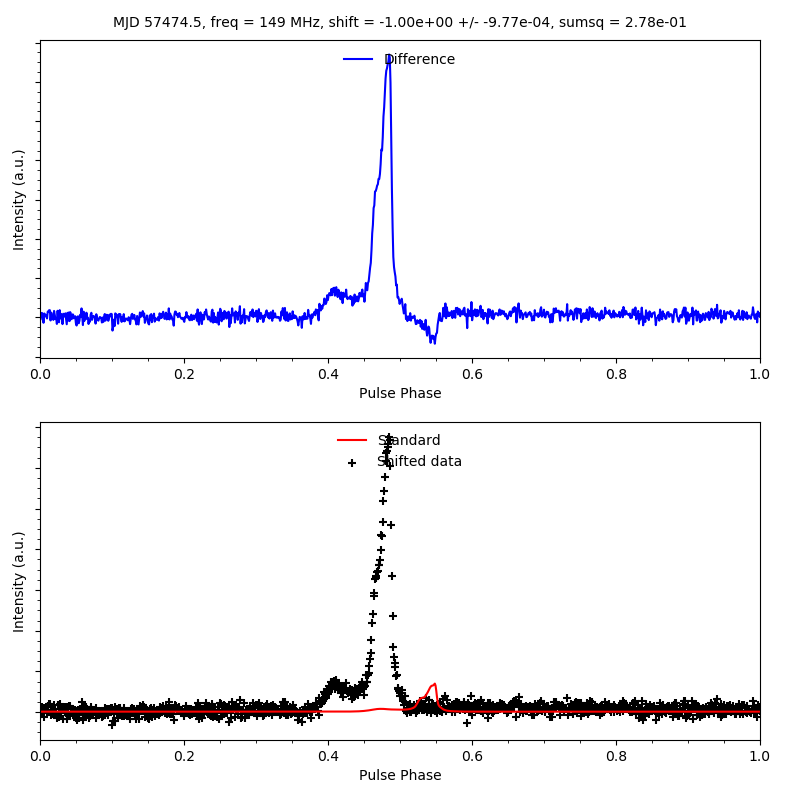 MJD 57474.5, freq = 149 MHz, shift = -1.00e+00 +/- -9.77e-04, sumsq = 2.78e-01
Difference
Intensity (a.u.)
0.0 0.2 0.4 0.6 0.8 1.0
Pulse Phase
Standard
Shifted data
Intensity (a.u.)
0.0 0.2 0.4 0.6 0.8 1.0
Pulse Phase